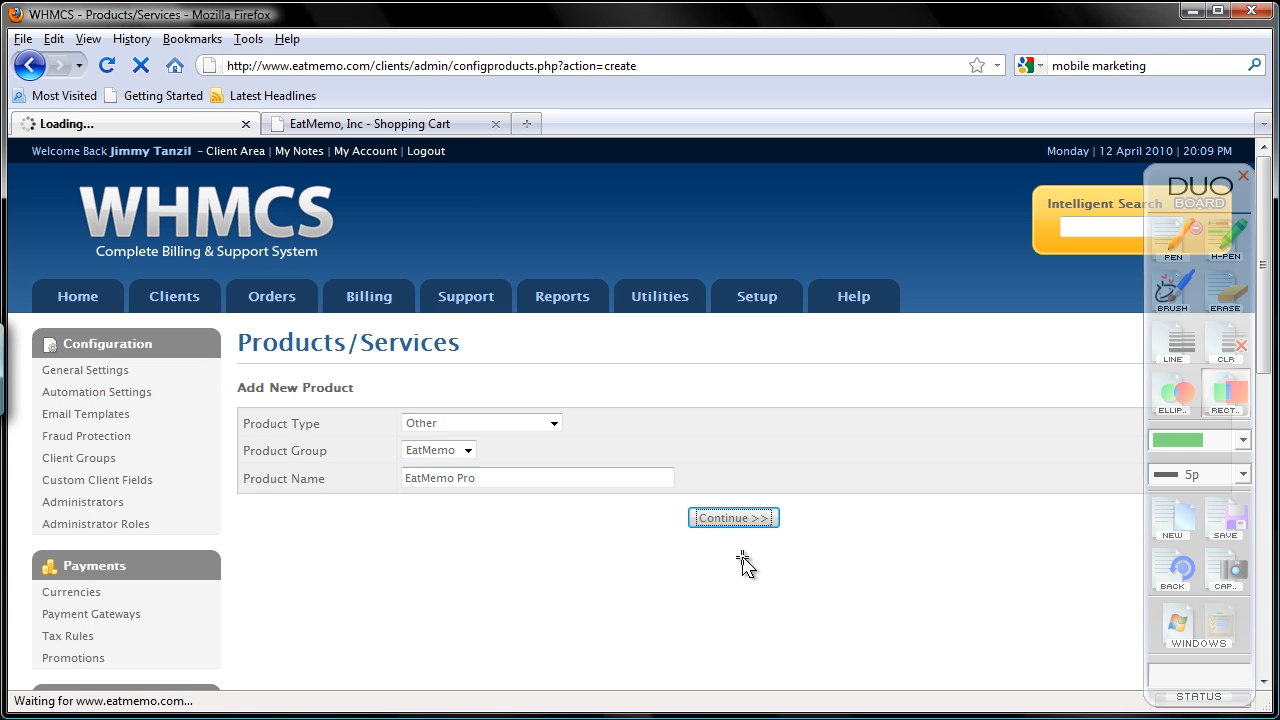 WHMCS - Products/Services - Mozilla Firefox
File Edit View History Bookmarks Tools Help
http://www.eatmemo.com/clients/admin/configproducts.php?action=create
mobile marketing
Most Visited Getting Started Latest Headlines
Loading... EatMemo, Inc - Shopping Cart
Welcome Back Jimmy Tanzil - Client Area | My Notes | My Account | Logout
Monday | 12 April 2010 | 20:09 PM
WHMCS
Complete Billing & Support System
Intelligent Search
Home Clients Orders Billing Support Reports Utilities Setup Help
Configuration
General Settings
Automation Settings
Email Templates
Fraud Protection
Client Groups
Custom Client Fields
Administrators
Administrator Roles
Payments
Currencies
Payment Gateways
Tax Rules
Promotions
Products/Services
Add New Product
Product Type Other
Product Group EatMemo
Product Name EatMemo Pro
Continue >>
DUO
BOARD
PEN H-PEN
BRUSH ERASE
LINE CLR
ELLIP.. RECT..
5p
NEW SAVE
BACK CAP..
WINDOWS
STATUS
Waiting for www.eatmemo.com...